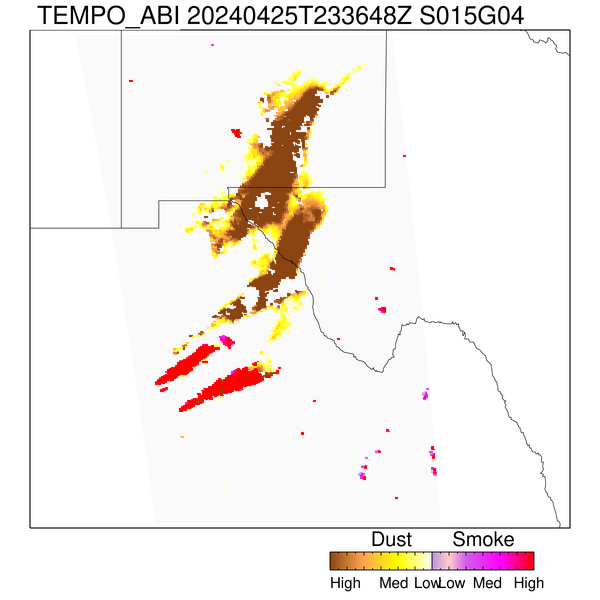 TEMPO_ABI 20240425T233648Z S015G04
Dust Smoke
High Med Low Low Med High